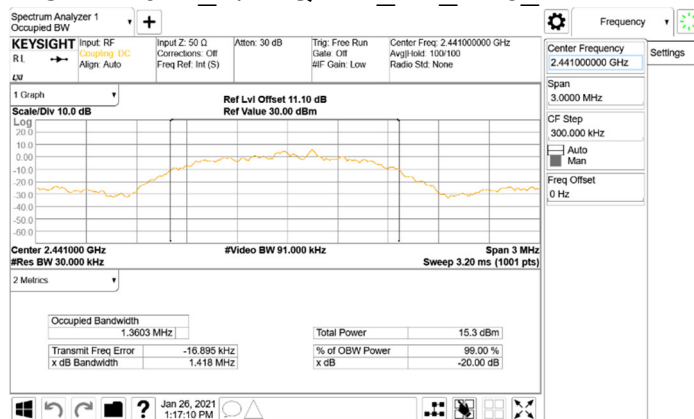 Spectrum Analyzer 1
Occupied BW
+
Frequency
KEYSIGHT Input: RF Input Z: 50 Ω Atten: 30 dB Trig: Free Run Center Freq: 2.441000000 GHz
R L Coupling: DC Corrections: Off Gate: Off Avg|Hold: 100/100
Align: Auto Freq Ref: Int (S) #IF Gain: Low Radio Std: None
LXI
Center Frequency
2.441000000 GHz
Settings
Span
3.0000 MHz
CF Step
300.000 kHz
Auto
Man
Freq Offset
0 Hz
1 Graph
Ref Lvl Offset 11.10 dB
Scale/Div 10.0 dB Ref Value 30.00 dBm
Log
20.0
10.0
0.00
-10.0
-20.0
-30.0
-40.0
-50.0
-60.0
Center 2.441000 GHz #Video BW 91.000 kHz Span 3 MHz
#Res BW 30.000 kHz Sweep 3.20 ms (1001 pts)
2 Metrics
Occupied Bandwidth
1.3603 MHz Total Power 15.3 dBm
Transmit Freq Error -16.895 kHz % of OBW Power 99.00 %
x dB Bandwidth 1.418 MHz x dB -20.00 dB
? Jan 26, 2021
1:17:10 PM